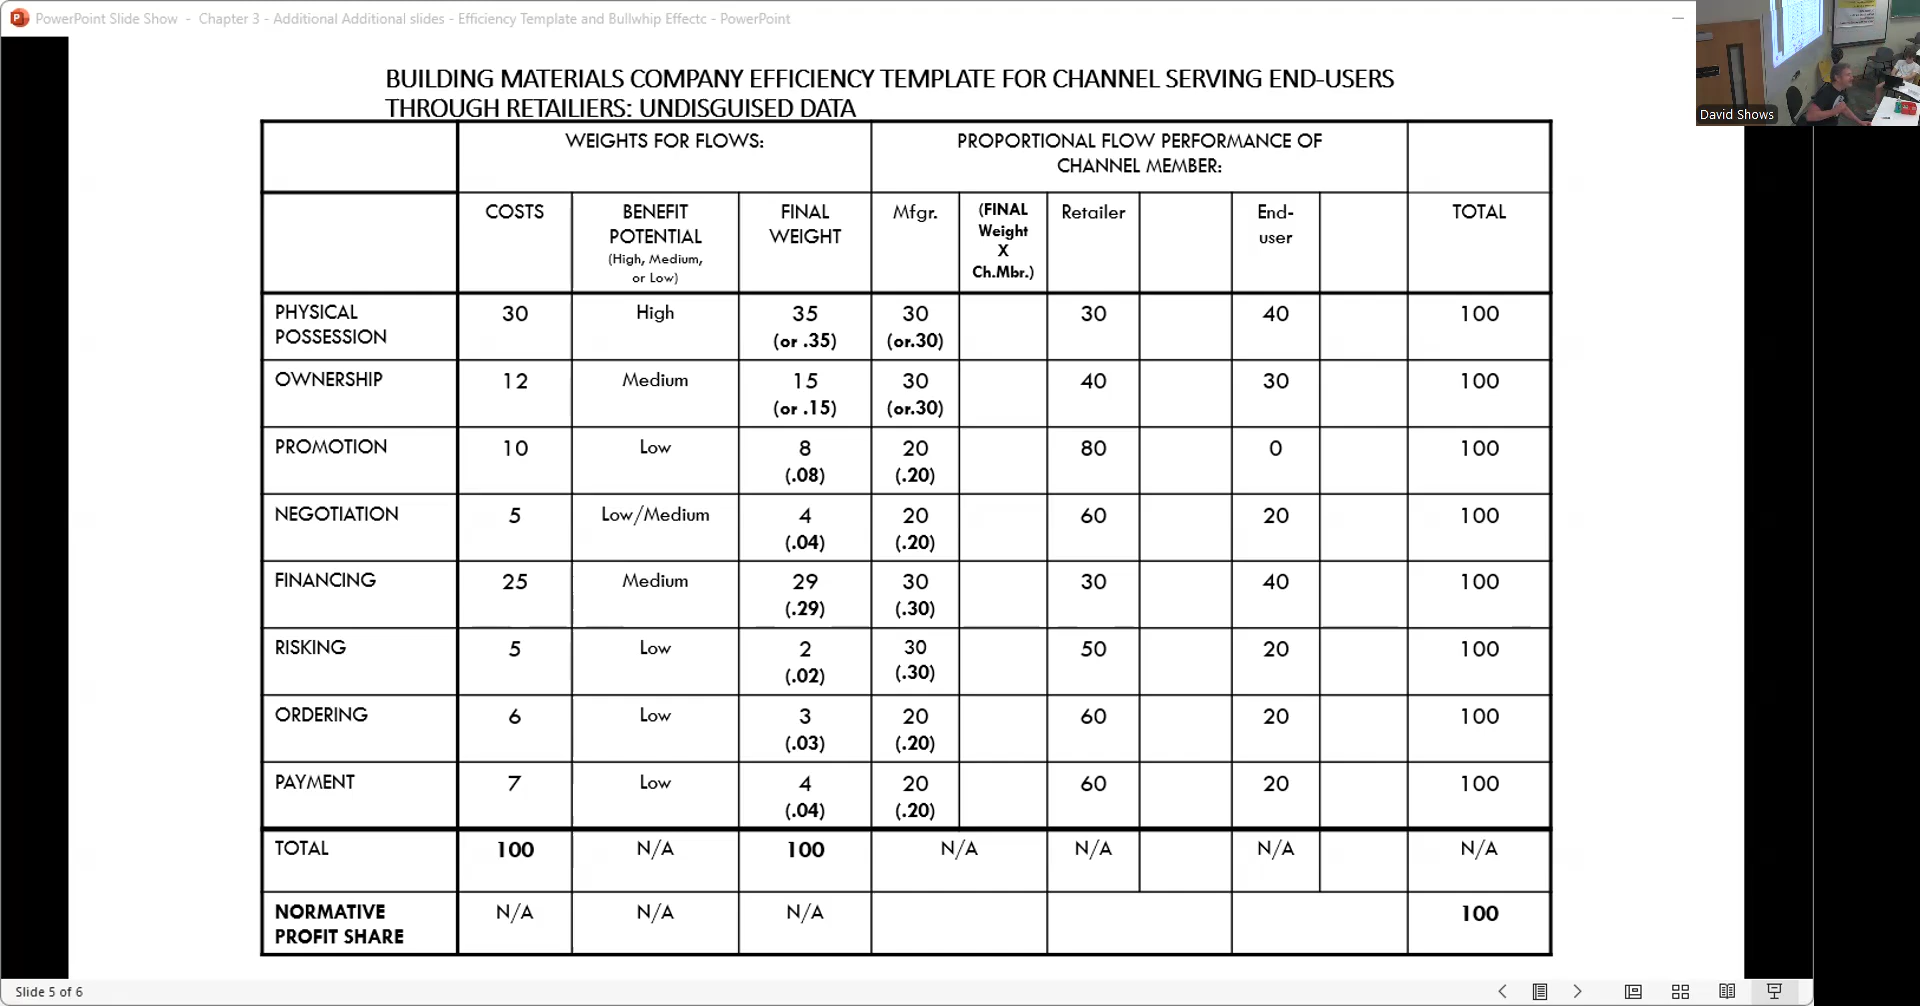 PowerPoint Slide Show - Chapter 3 - Additional Additional slides - Efficiency Template and Bullwhip Effectc - PowerPoint
David Shows
BUILDING MATERIALS COMPANY EFFICIENCY TEMPLATE FOR CHANNEL SERVING END-USERS
THROUGH RETAILIERS: UNDISGUISED DATA
WEIGHTS FOR FLOWS:
PROPORTIONAL FLOW PERFORMANCE OF
CHANNEL MEMBER:
COSTS
BENEFIT
POTENTIAL
(High, Medium,
or Low)
FINAL
WEIGHT
Mfgr.
(FINAL
Weight
X
Ch.Mbr.)
Retailer
End-
user
TOTAL
PHYSICAL
POSSESSION
30
High
35
(or .35)
30
(or.30)
30
40
100
OWNERSHIP
12
Medium
15
(or .15)
30
(or.30)
40
30
100
PROMOTION
10
Low
8
(.08)
20
(.20)
80
0
100
NEGOTIATION
5
Low/Medium
4
(.04)
20
(.20)
60
20
100
FINANCING
25
Medium
29
(.29)
30
(.30)
30
40
100
RISKING
5
Low
2
(.02)
30
(.30)
50
20
100
ORDERING
6
Low
3
(.03)
20
(.20)
60
20
100
PAYMENT
7
Low
4
(.04)
20
(.20)
60
20
100
TOTAL
100
N/A
100
N/A
N/A
N/A
N/A
NORMATIVE
PROFIT SHARE
N/A
N/A
N/A
100
Slide 5 of 6